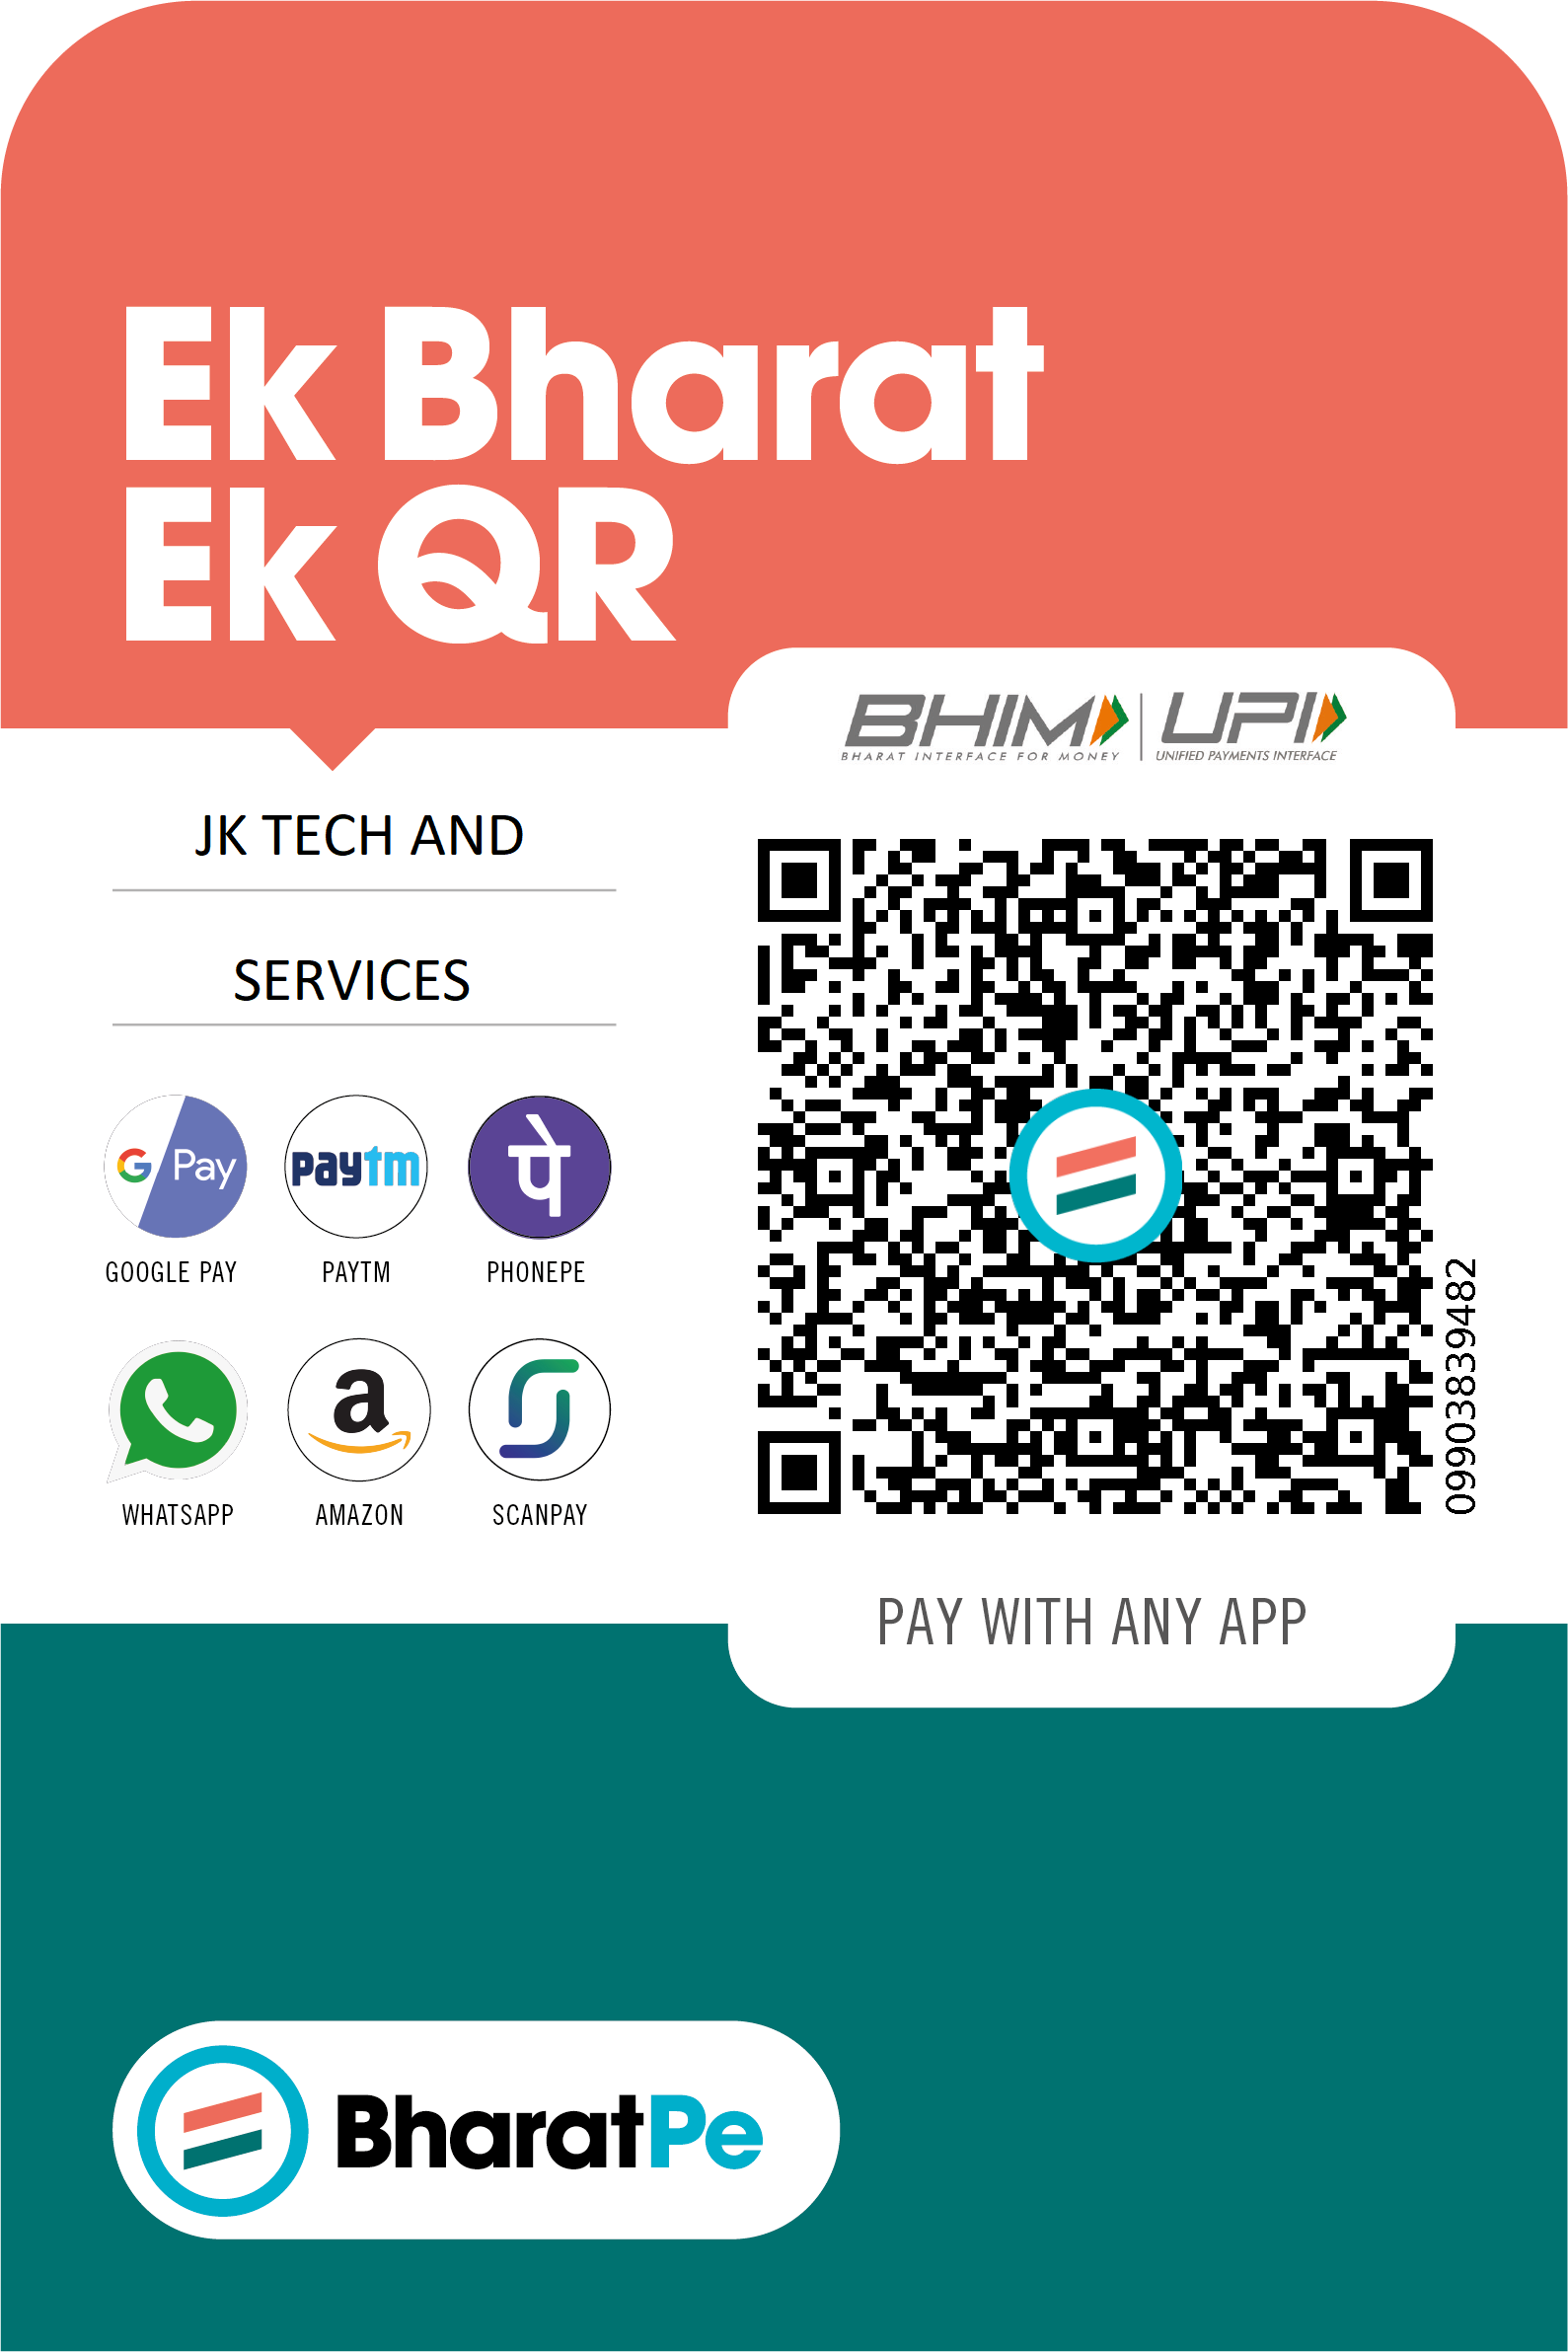 Ek Bharat
Ek QR
BHIM
BHARAT INTERFACE FOR MONEY
UPI
UNIFIED PAYMENTS INTERFACE
JK TECH AND
SERVICES
G Pay
paytm
पे
GOOGLE PAY
PAYTM
PHONEPE
a
WHATSAPP
AMAZON
SCANPAY
09903839482
PAY WITH ANY APP
BharatPe